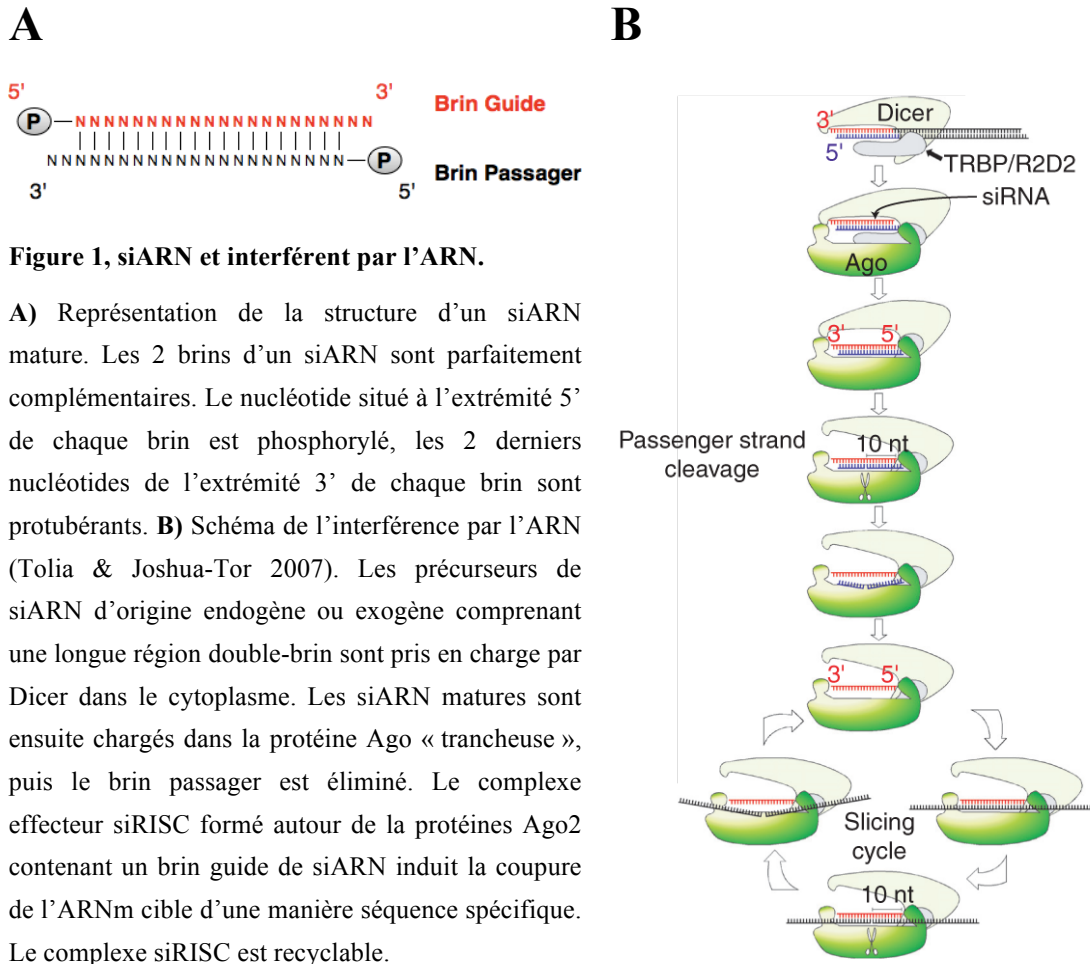 A
5' 3'
P NNNNNNNNNNNNNNNNNNNNN Brin Guide
NNNNNNNNNNNNNNNNNNNNN P Brin Passager
3' 5'
Figure 1, siARN et interférent par l'ARN.
A) Représentation de la structure d'un siARN
mature. Les 2 brins d'un siARN sont parfaitement
complémentaires. Le nucléotide situé à l'extrémité 5'
de chaque brin est phosphorylé, les 2 derniers
nucléotides de l'extrémité 3' de chaque brin sont
protubérants. B) Schéma de l'interférence par l'ARN
(Tolia & Joshua-Tor 2007). Les précurseurs de
siARN d'origine endogène ou exogène comprenant
une longue région double-brin sont pris en charge par
Dicer dans le cytoplasme. Les siARN matures sont
ensuite chargés dans la protéine Ago « trancheuse »,
puis le brin passager est éliminé. Le complexe
effecteur siRISC formé autour de la protéines Ago2
contenant un brin guide de siARN induit la coupure
de l'ARNm cible d'une manière séquence spécifique.
Le complexe siRISC est recyclable.
B
3' Dicer
5'
TRBP/R2D2
siRNA
Ago
3' 5'
Passenger strand
cleavage
10 nt
3' 5'
Slicing
cycle
10 nt